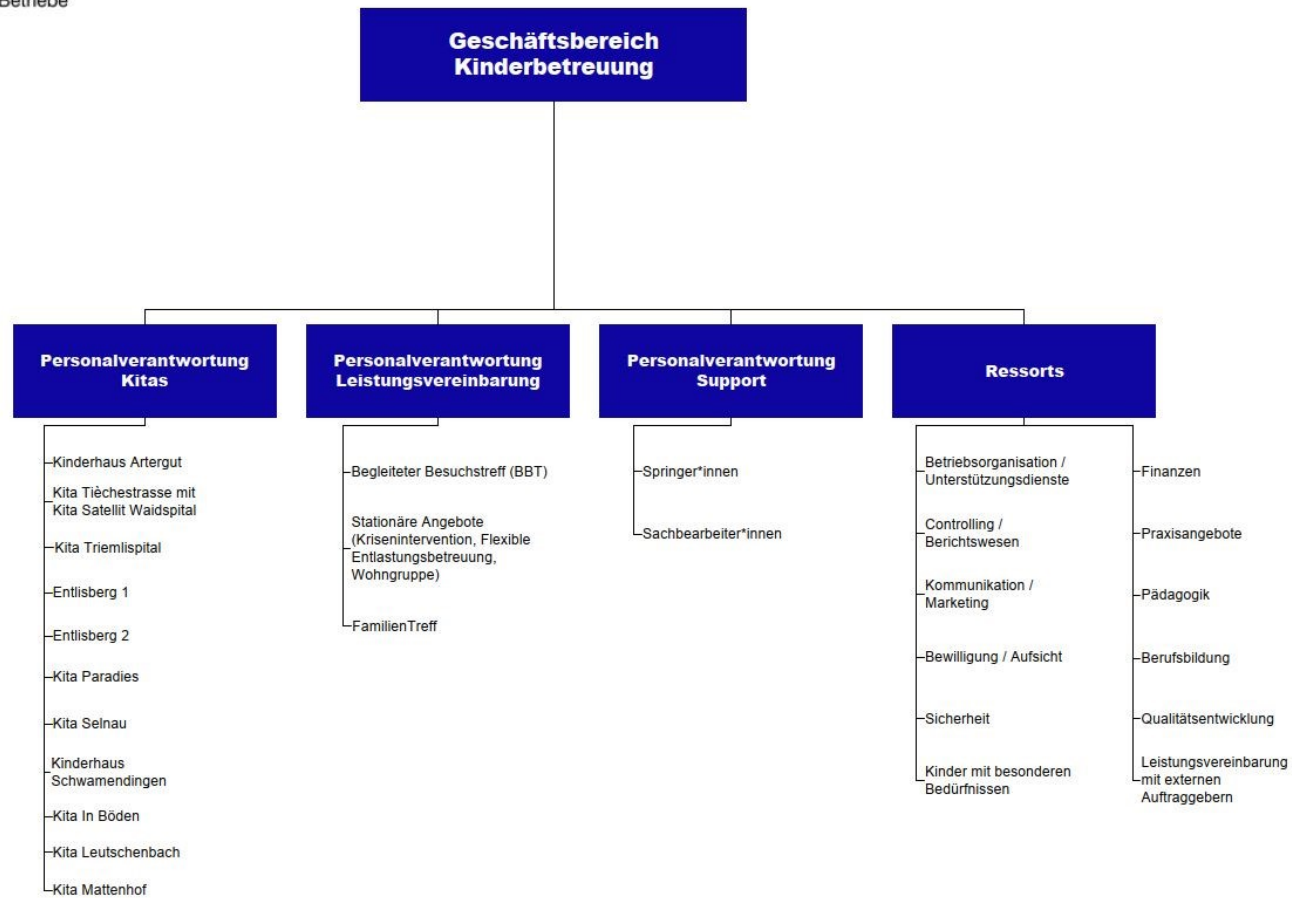 Betriebe
Geschäftsbereich
Kinderbetreuung
Personalverantwortung
Kitas
Kinderhaus Artergut
Kita Tièchestrasse mit
Kita Satellit Waidspital
Kita Triemlispital
Entlisberg 1
Entlisberg 2
Kita Paradies
Kita Selnau
Kinderhaus
Schwamendingen
Kita In Böden
Kita Leutschenbach
Kita Mattenhof
Personalverantwortung
Leistungsvereinbarung
Begleiteter Besuchstreff (BBT)
Stationäre Angebote
(Krisenintervention, Flexible
Entlastungsbetreuung,
Wohngruppe)
FamilienTreff
Personalverantwortung
Support
Springer*innen
Sachbearbeiter*innen
Ressorts
Betriebsorganisation /
Unterstützungsdienste
Controlling /
Berichtswesen
Kommunikation /
Marketing
Bewilligung / Aufsicht
Sicherheit
Kinder mit besonderen
Bedürfnissen
Finanzen
Praxisangebote
Pädagogik
Berufsbildung
Qualitätsentwicklung
Leistungsvereinbarung
mit externen
Auftraggebern